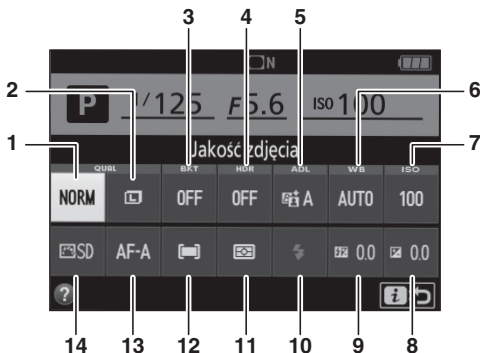 3 4 5
N
2 6
P 1/125 F5.6 ISO 100
7
1
Jakość zdjęcia
QUAL BKT HDR ADL WB ISO
NORM L OFF OFF A AUTO 100
SD AF-A 0.0 0.0
? i
14 13 12 11 10 9 8